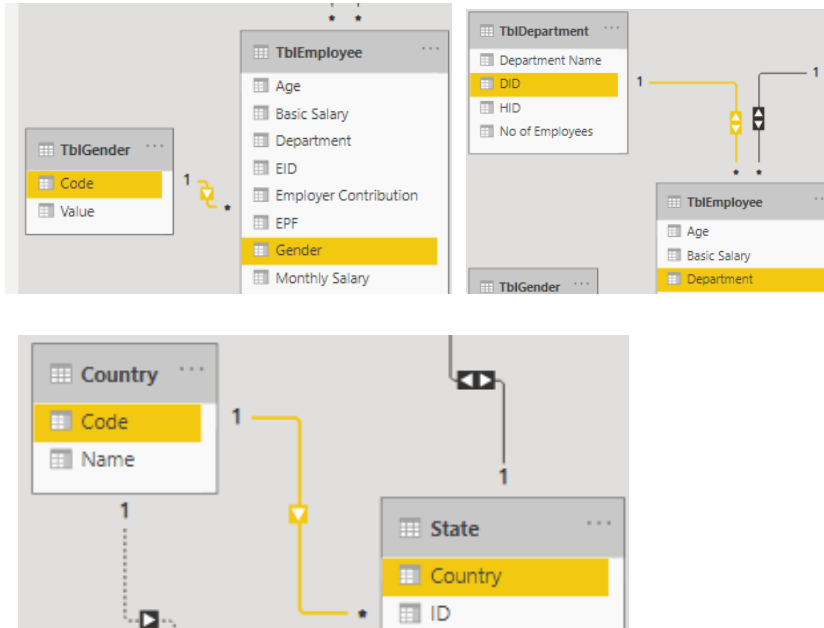 * *
TblEmployee ...
Age
Basic Salary
Department
EID
Employer Contribution
EPF
Gender
Monthly Salary
TblGender ...
Code
Value
1
*
TblDepartment ...
Department Name
DID
HID
No of Employees
1
1
* *
TblEmployee ...
Age
Basic Salary
Department
TblGender ...
Country ...
Code
Name
1
1
1
State ...
Country
ID
*